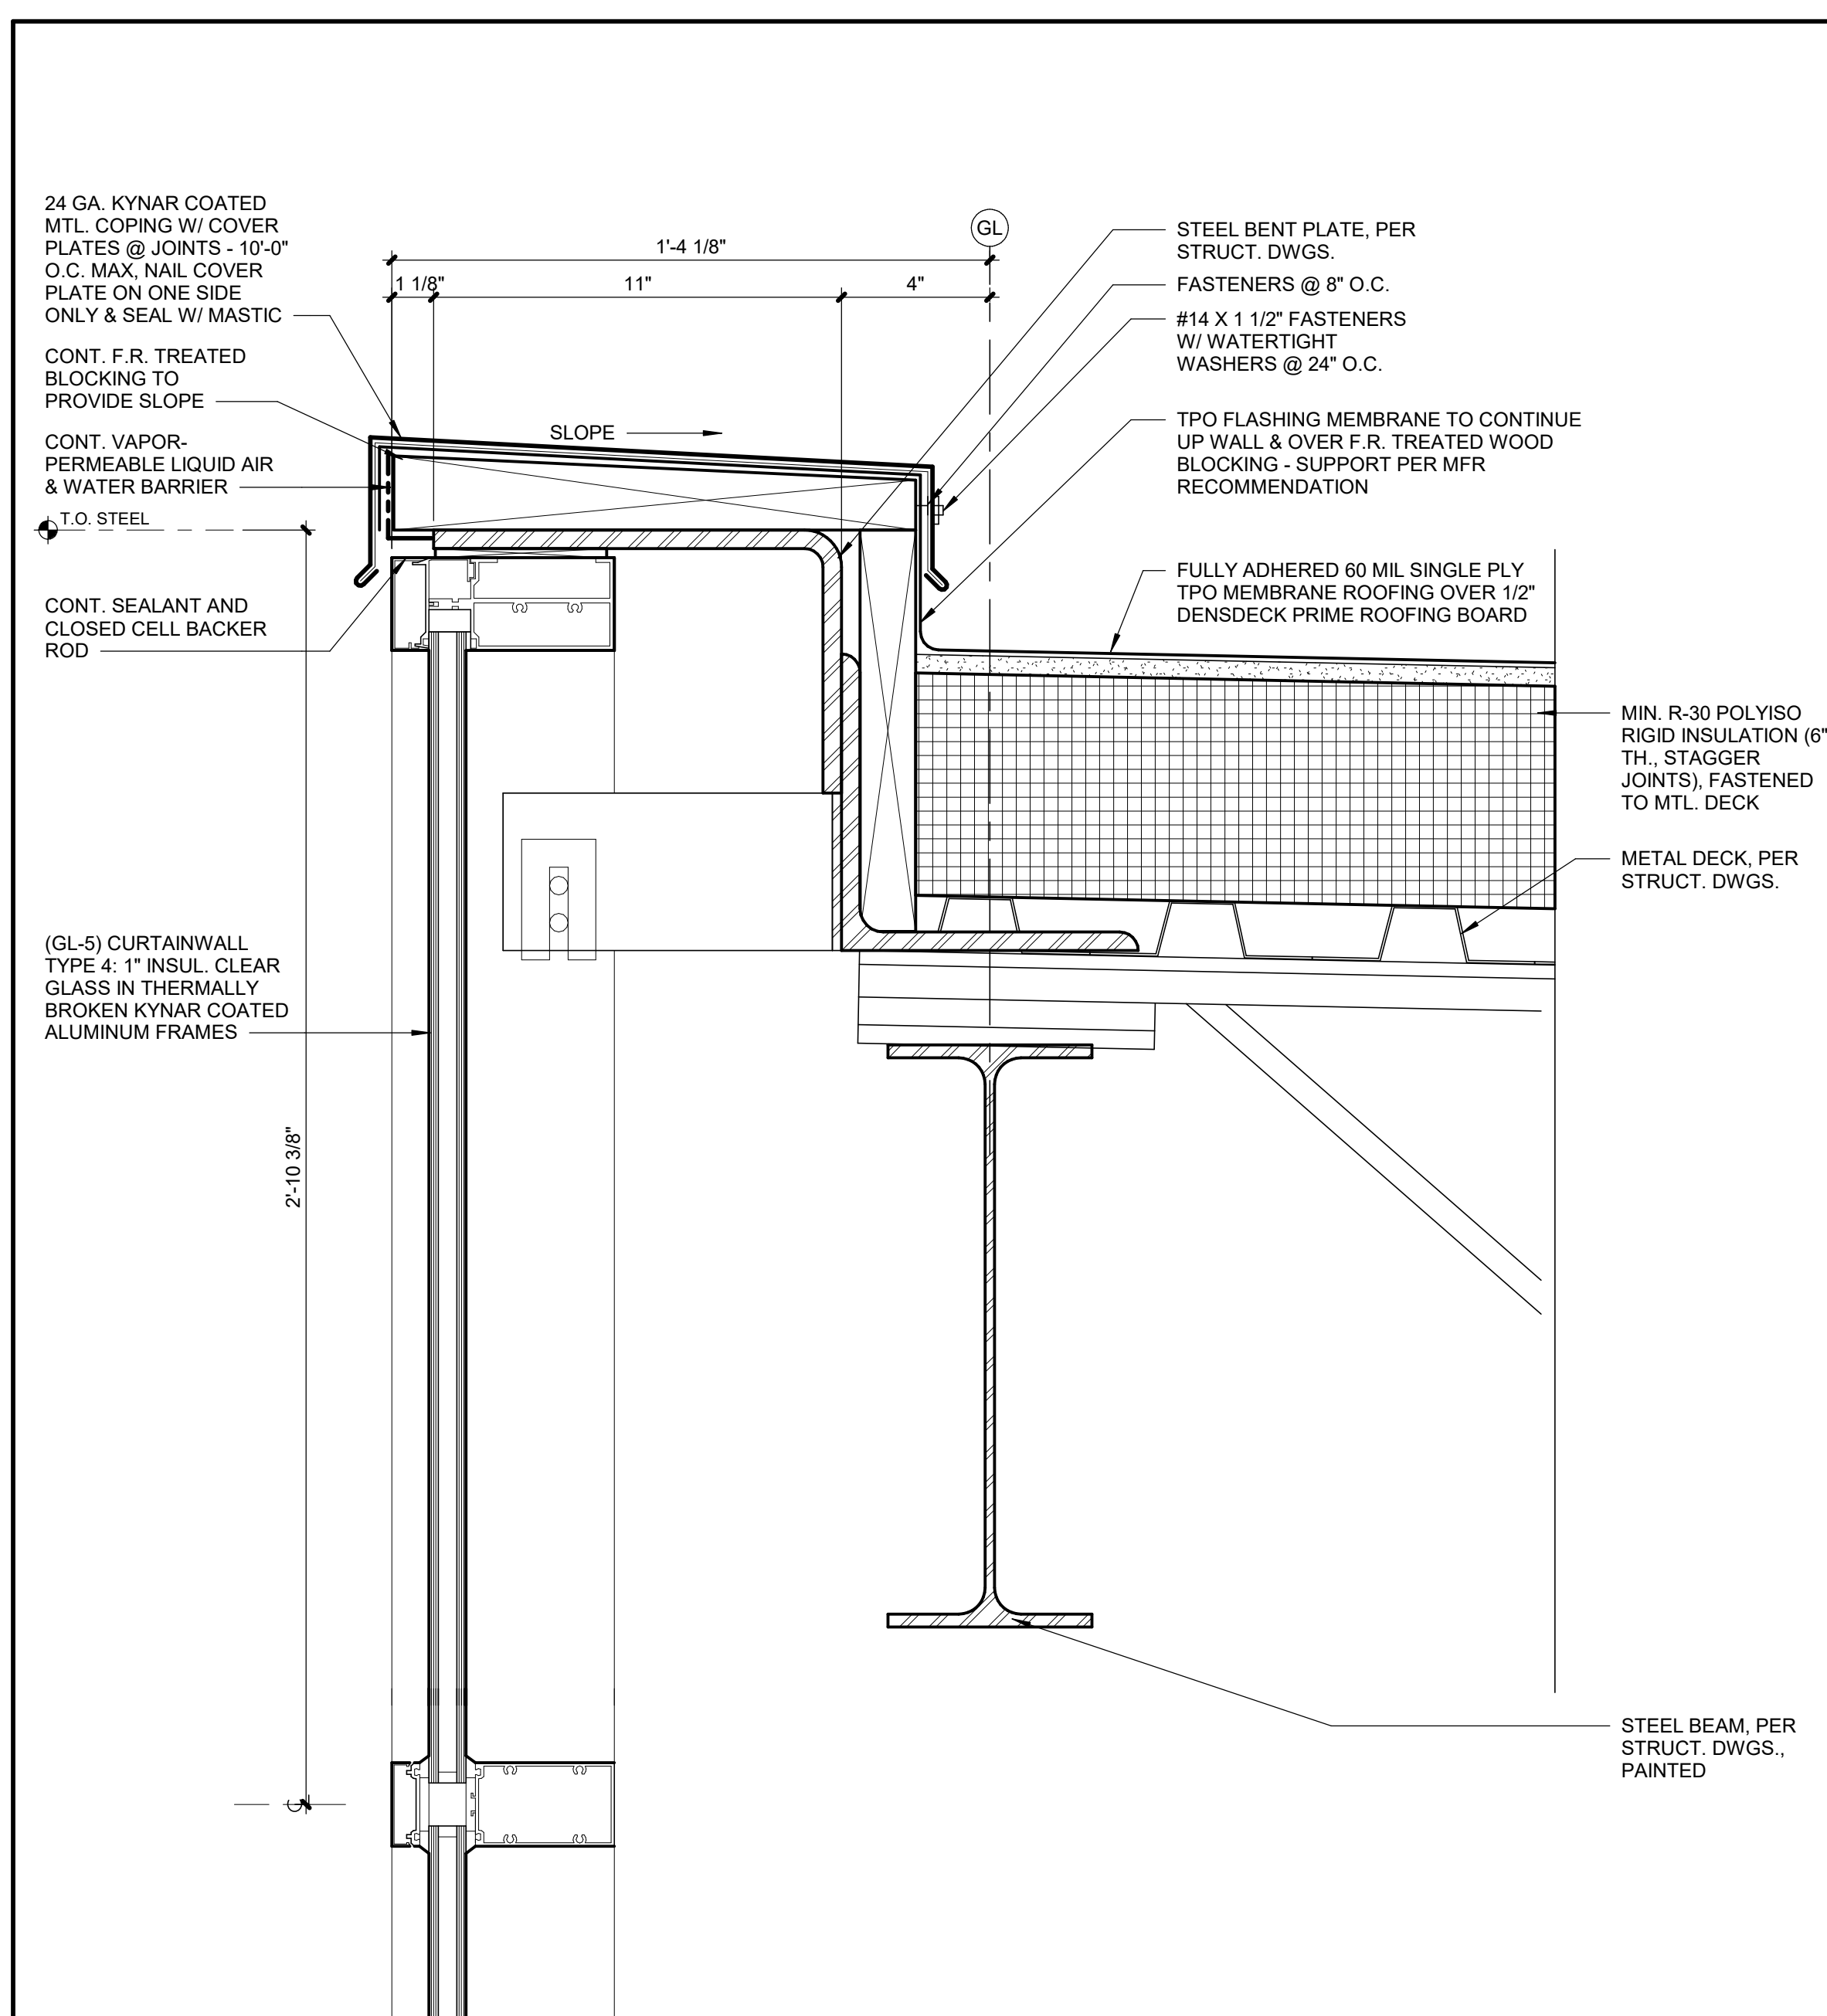 24 GA. KYNAR COATED
MTL. COPING W/ COVER
PLATES @ JOINTS - 10'-0"
O.C. MAX, NAIL COVER
PLATE ON ONE SIDE
ONLY & SEAL W/ MASTIC
CONT. F.R. TREATED
BLOCKING TO
PROVIDE SLOPE
CONT. VAPOR-
PERMEABLE LIQUID AIR
& WATER BARRIER
T.O. STEEL
CONT. SEALANT AND
CLOSED CELL BACKER
ROD
(GL-5) CURTAINWALL
TYPE 4: 1" INSUL. CLEAR
GLASS IN THERMALLY
BROKEN KYNAR COATED
ALUMINUM FRAMES
2'-10 3/8"
1'-4 1/8"
1 1/8"
11"
4"
GL
SLOPE
STEEL BENT PLATE, PER
STRUCT. DWGS.
FASTENERS @ 8" O.C.
#14 X 1 1/2" FASTENERS
W/ WATERTIGHT
WASHERS @ 24" O.C.
TPO FLASHING MEMBRANE TO CONTINUE
UP WALL & OVER F.R. TREATED WOOD
BLOCKING - SUPPORT PER MFR
RECOMMENDATION
FULLY ADHERED 60 MIL SINGLE PLY
TPO MEMBRANE ROOFING OVER 1/2"
DENSDECK PRIME ROOFING BOARD
MIN. R-30 POLYISO
RIGID INSULATION (6"
TH., STAGGER
JOINTS), FASTENED
TO MTL. DECK
METAL DECK, PER
STRUCT. DWGS.
STEEL BEAM, PER
STRUCT. DWGS.,
PAINTED